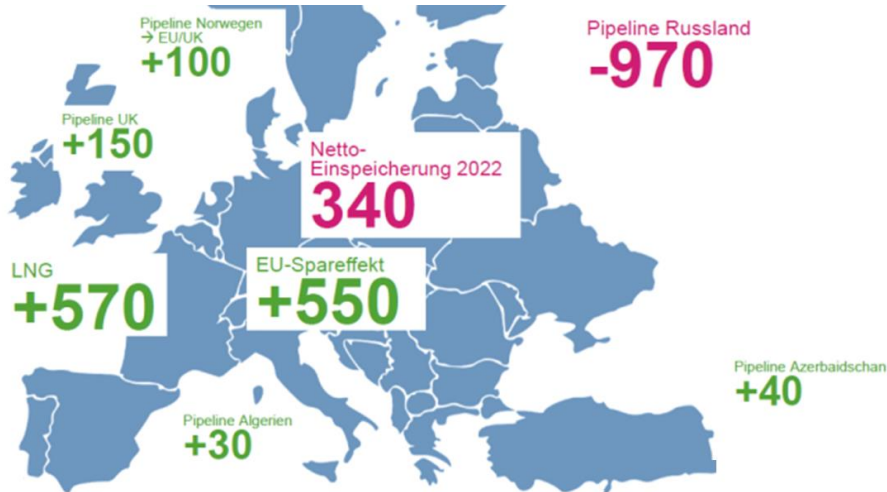 Pipeline Norwegen
→ EU/UK
+100
Pipeline Russland
-970
Pipeline UK
+150
Netto-
Einspeicherung 2022
340
LNG
+570
EU-Spareffekt
+550
Pipeline Azerbaidschan
+40
Pipeline Algerien
+30